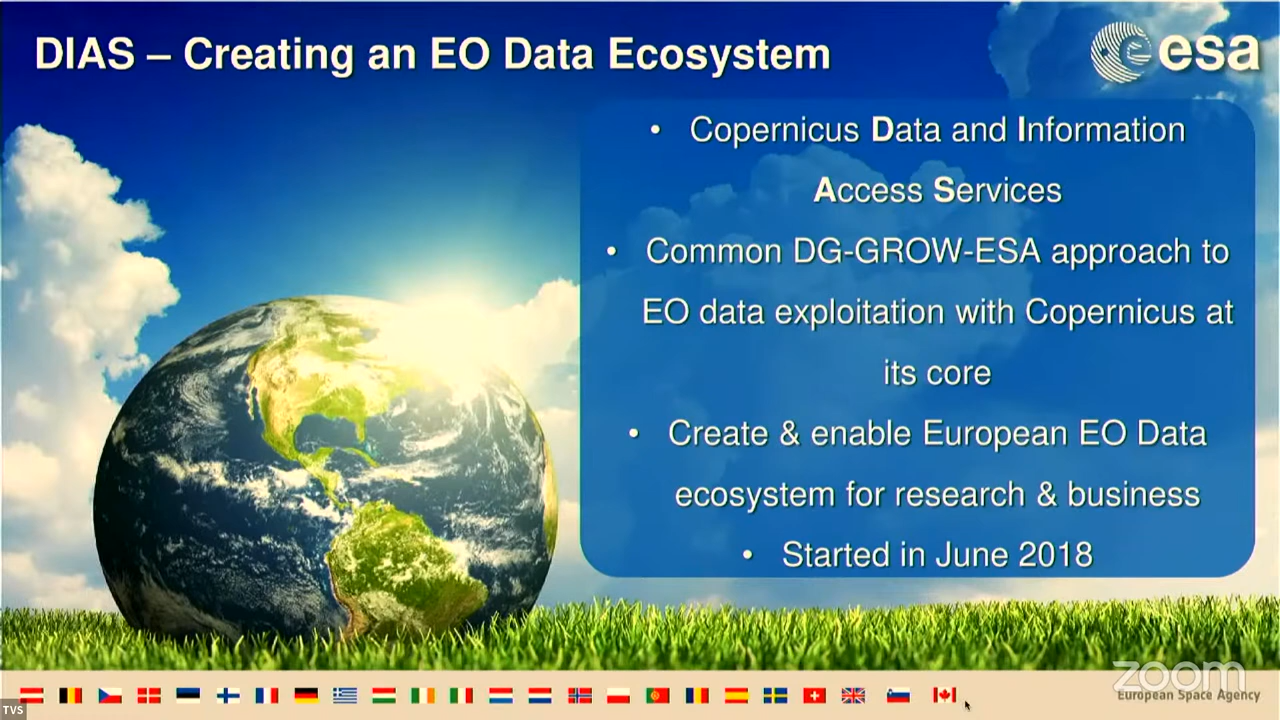 DIAS – Creating an EO Data Ecosystem
esa
• Copernicus Data and Information
Access Services
• Common DG-GROW-ESA approach to
EO data exploitation with Copernicus at
its core
• Create & enable European EO Data
ecosystem for research & business
• Started in June 2018
zoom
European Space Agency
TVS